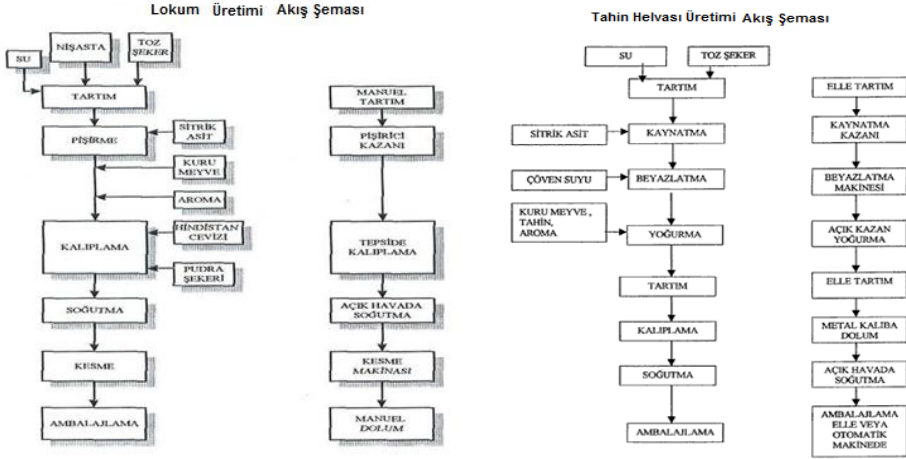 Lokum Üretimi Akış Şeması
SU
NİŞASTA
TOZ
ŞEKER
TARTIM
PİŞİRME
SİTRİK
ASİT
KURU
MEYVE
AROMA
KALIPLAMA
HİNDİSTAN
CEVİZİ
PUDRA
ŞEKERİ
SOĞUTMA
KESME
AMBALAJLAMA
MANUEL
TARTIM
PİŞİRİCİ
KAZANI
TEPSİDE
KALIPLAMA
AÇIK HAVADA
SOĞUTMA
KESME
MAKİNASI
MANUEL
DOLUM
Tahin Helvası Üretimi Akış Şeması
SU
TOZ ŞEKER
TARTIM
SİTRİK ASİT
KAYNATMA
ÇÖVEN SUYU
BEYAZLATMA
KURU MEYVE ,
TAHİN,
AROMA
YOĞURMA
TARTIM
KALIPLAMA
SOĞUTMA
AMBALAJLAMA
ELLE TARTIM
KAYNATMA
KAZANI
BEYAZLATMA
MAKİNESİ
AÇIK KAZAN
YOĞURMA
ELLE TARTIM
METAL KALIBA
DOLUM
AÇIK HAVADA
SOĞUTMA
AMBALAJLAMA
ELLE VEYA
OTOMATİK
MAKİNEDE